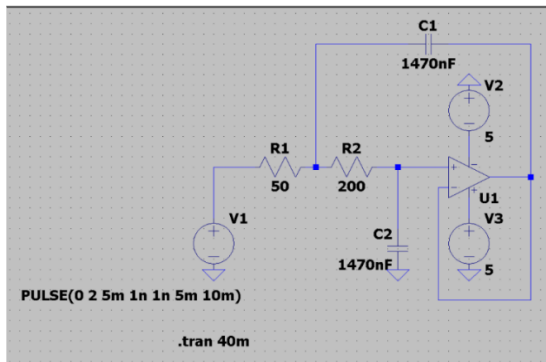 C1
1470nF
V2
5
R1
50
R2
200
U1
V1
C2
1470nF
V3
5
PULSE(0 2 5m 1n 1n 5m 10m)
.tran 40m